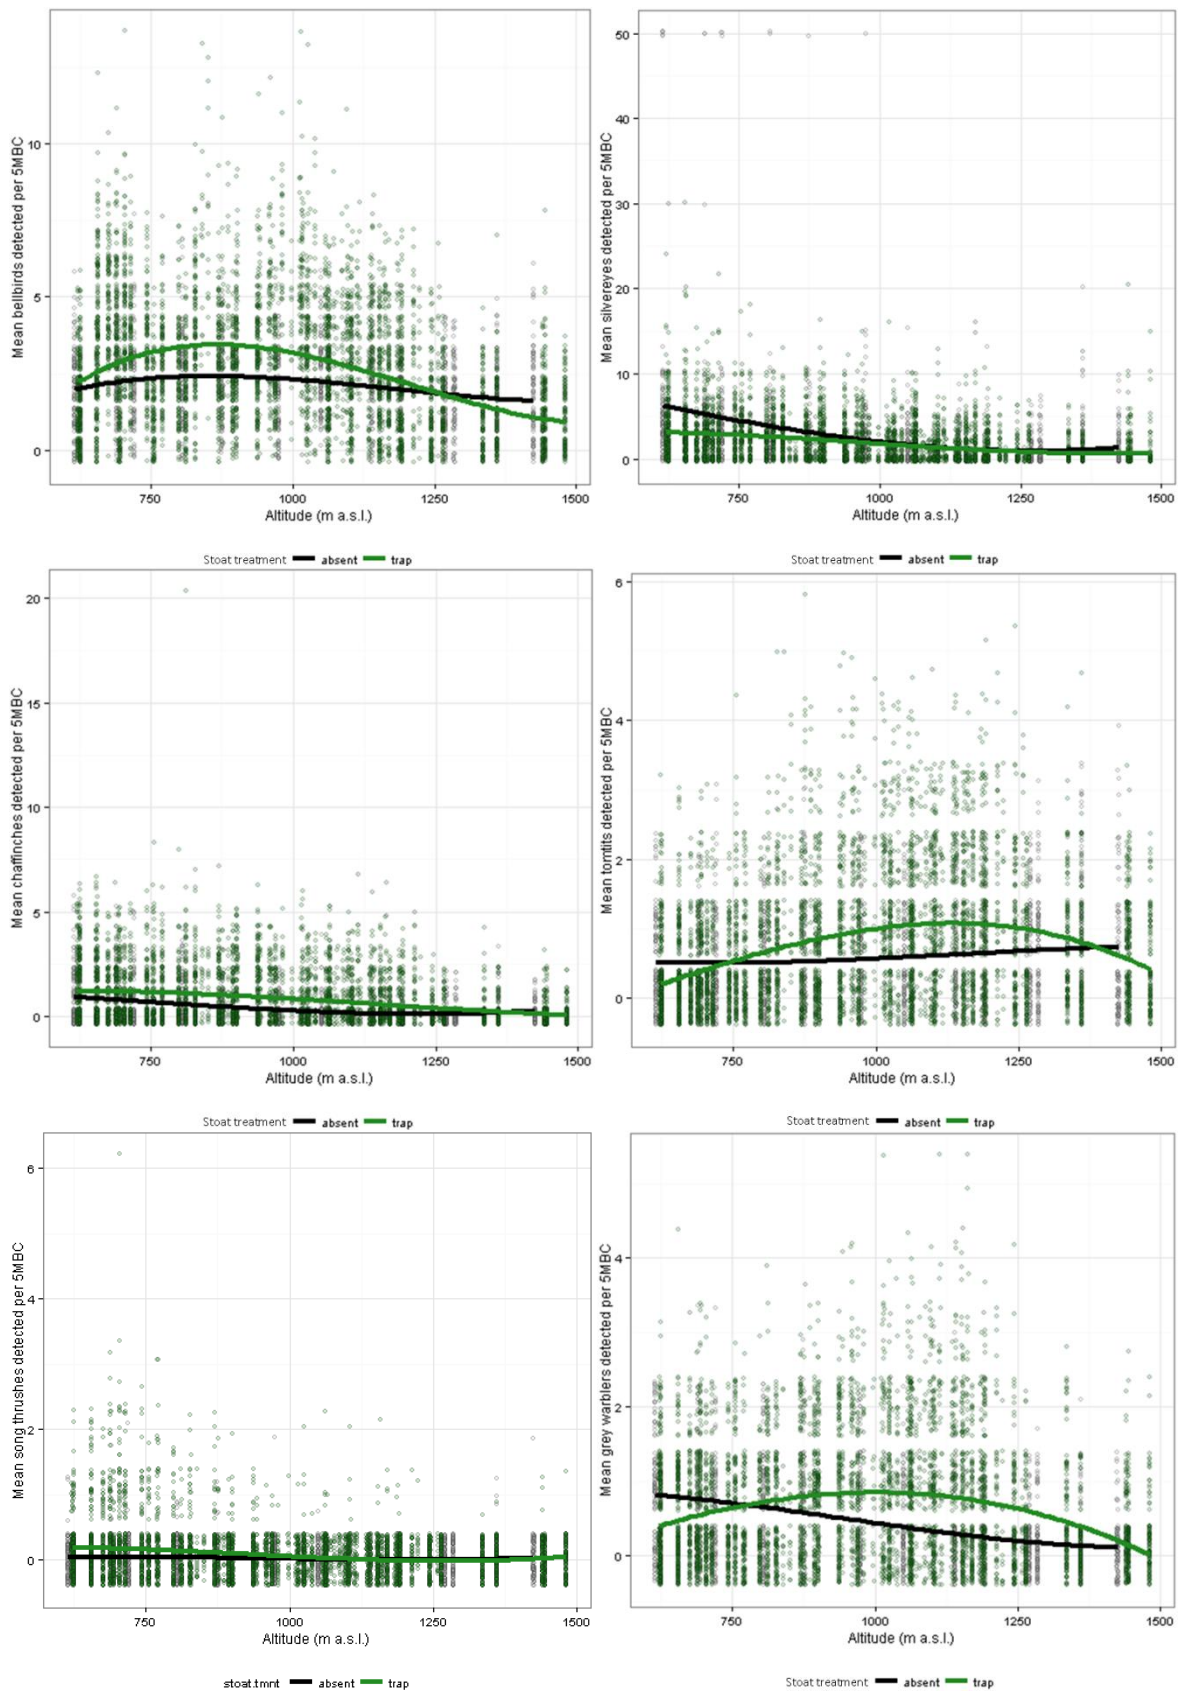 Mean bellbirds detected per 5MBC
10
5
0
750 1000 1250 1500
Altitude (m a.s.l.)
Stoat treatment absent trap
Mean silvereyes detected per 5MBC
50
40
30
20
10
0
750 1000 1250 1500
Altitude (m a.s.l.)
Stoat treatment absent trap
Mean chaffinches detected per 5MBC
20
15
10
5
0
750 1000 1250 1500
Altitude (m a.s.l.)
Stoat treatment absent trap
Mean tomtits detected per 5MBC
6
4
2
0
750 1000 1250 1500
Altitude (m a.s.l.)
Stoat treatment absent trap
Mean song thrushes detected per 5MBC
6
4
2
0
750 1000 1250 1500
Altitude (m a.s.l.)
stoat.tmnt absent trap
Mean grey warblers detected per 5MBC
4
2
0
750 1000 1250 1500
Altitude (m a.s.l.)
Stoat treatment absent trap